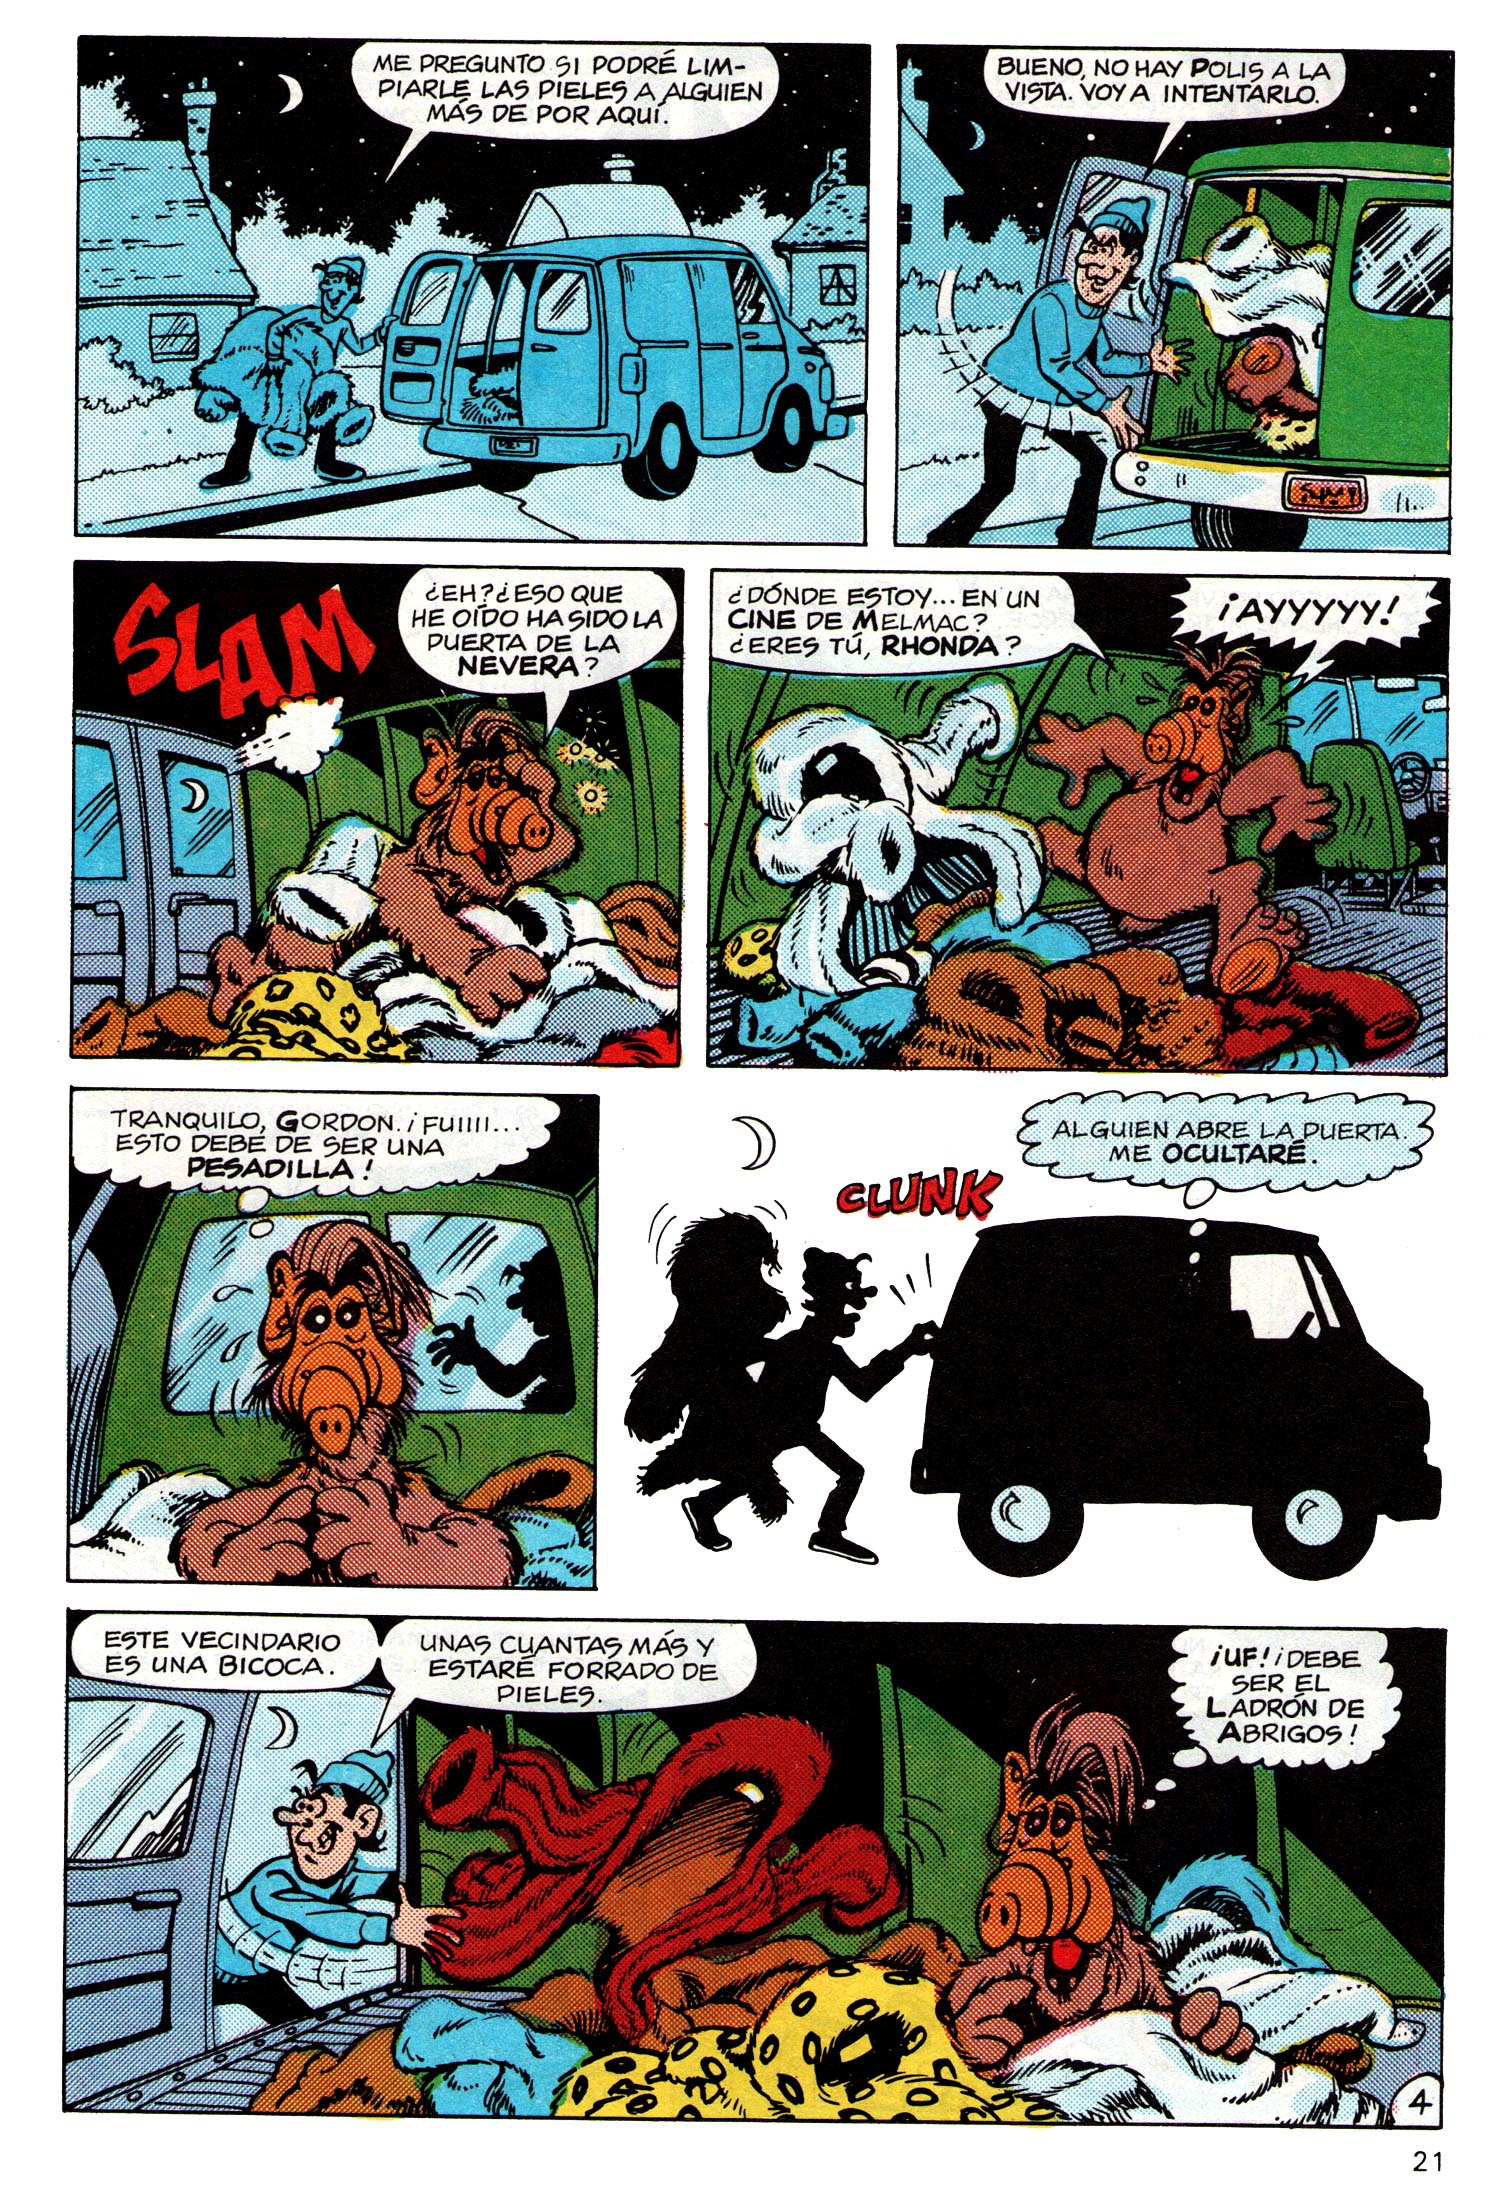 ME PREGUNTO SI PODRÉ LIM-
PIARLE LAS PIELES A ALGUIEN
MÁS DE POR AQUÍ.
BUENO, NO HAY POLIS A LA
VISTA. VOY A INTENTARLO.
SLAM
¿EH? ¿ESO QUE
HE OÍDO HA SIDO LA
PUERTA DE LA
NEVERA?
¿DÓNDE ESTOY... EN UN
CINE DE MELMAC?
¿ERES TÚ, RHONDA?
¡AYYYYY!
TRANQUILO, GORDON. ¡FUIIII...
ESTO DEBE DE SER UNA
PESADILLA!
CLUNK
ALGUIEN ABRE LA PUERTA.
ME OCULTARÉ.
ESTE VECINDARIO
ES UNA BICOCA.
UNAS CUANTAS MÁS Y
ESTARÉ FORRADO DE
PIELES.
¡UF! ¡DEBE
SER EL
LADRÓN DE
ABRIGOS!
4
21